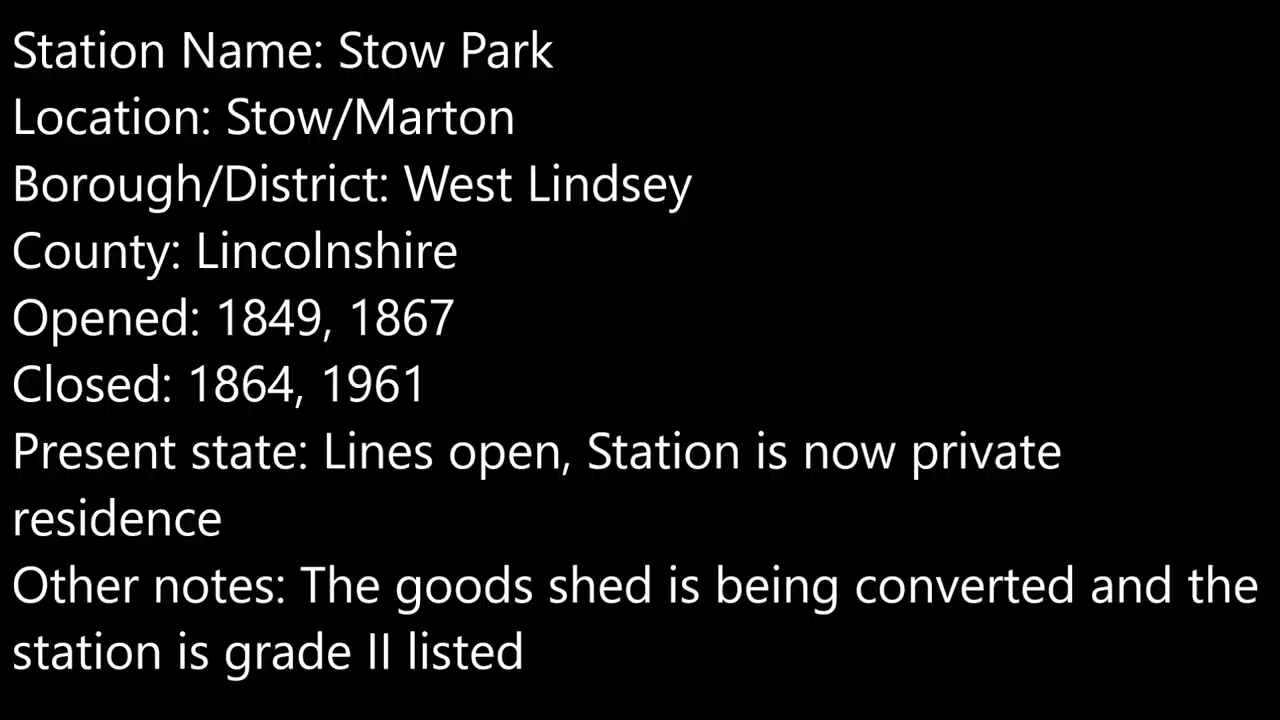 Station Name: Stow Park
Location: Stow/Marton
Borough/District: West Lindsey
County: Lincolnshire
Opened: 1849, 1867
Closed: 1864, 1961
Present state: Lines open, Station is now private
residence
Other notes: The goods shed is being converted and the
station is grade II listed